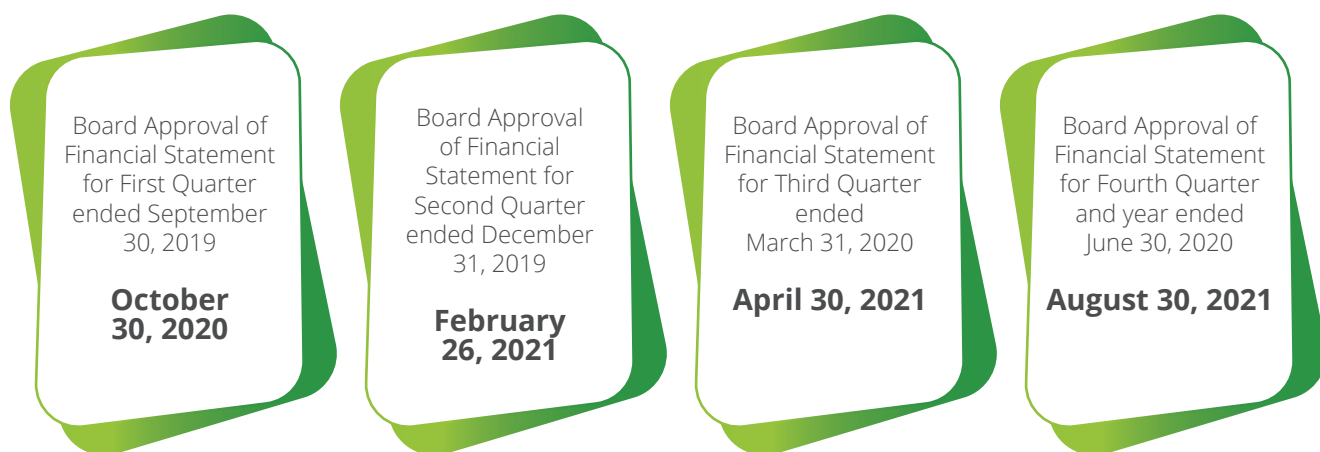 Board Approval of
Financial Statement
for First Quarter
ended September
30, 2019
October
30, 2020
Board Approval
of Financial
Statement for
Second Quarter
ended December
31, 2019
February
26, 2021
Board Approval of
Financial Statement
for Third Quarter
ended
March 31, 2020
April 30, 2021
Board Approval of
Financial Statement
for Fourth Quarter
and year ended
June 30, 2020
August 30, 2021